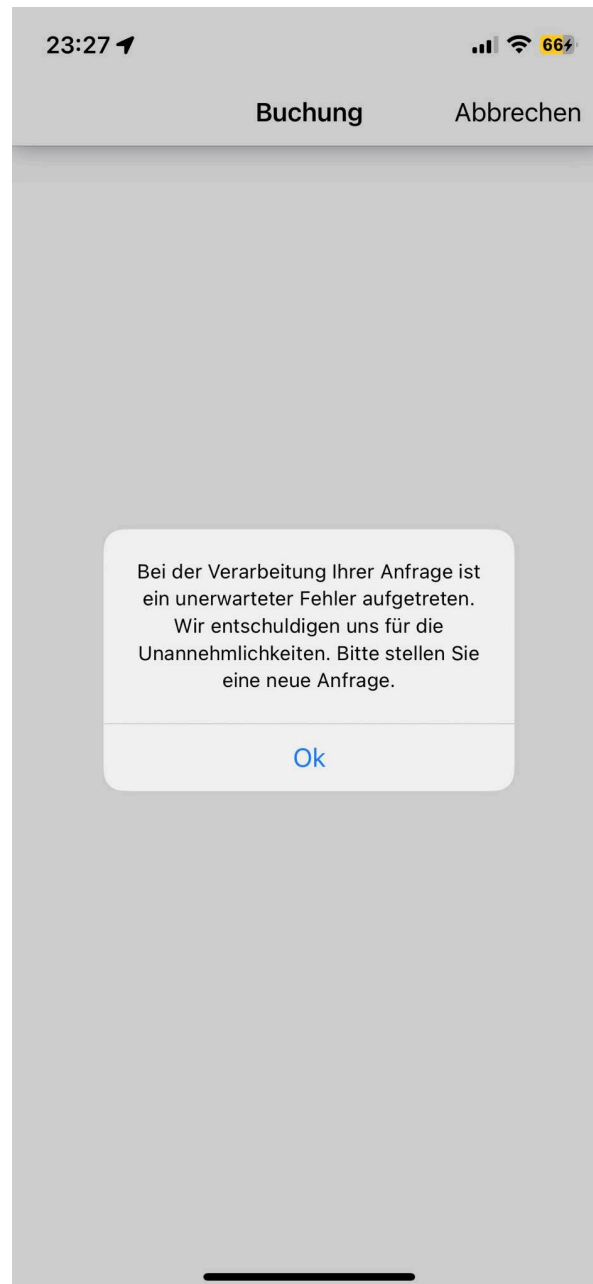 23:27
66
Buchung
Abbrechen
Bei der Verarbeitung Ihrer Anfrage ist
ein unerwarteter Fehler aufgetreten.
Wir entschuldigen uns für die
Unannehmlichkeiten. Bitte stellen Sie
eine neue Anfrage.
Ok